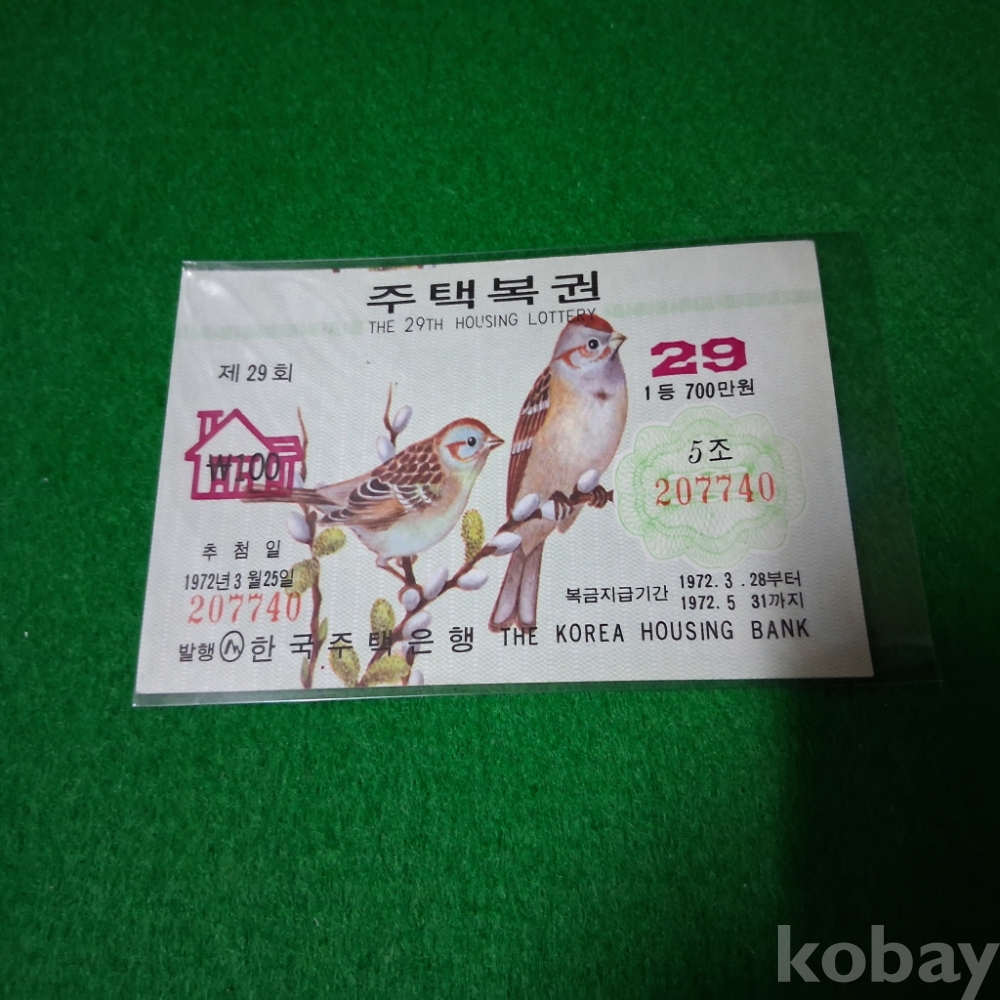 주택복권
THE 29TH HOUSING LOTTERY
제 29 회
29
1등 700만원
₩100
5조
207740
추첨일
1972년 3월 25일
207740
복금지급기간 1972. 3. 28부터
1972. 5 31까지
발행 한국주택은행 THE KOREA HOUSING BANK
kobay